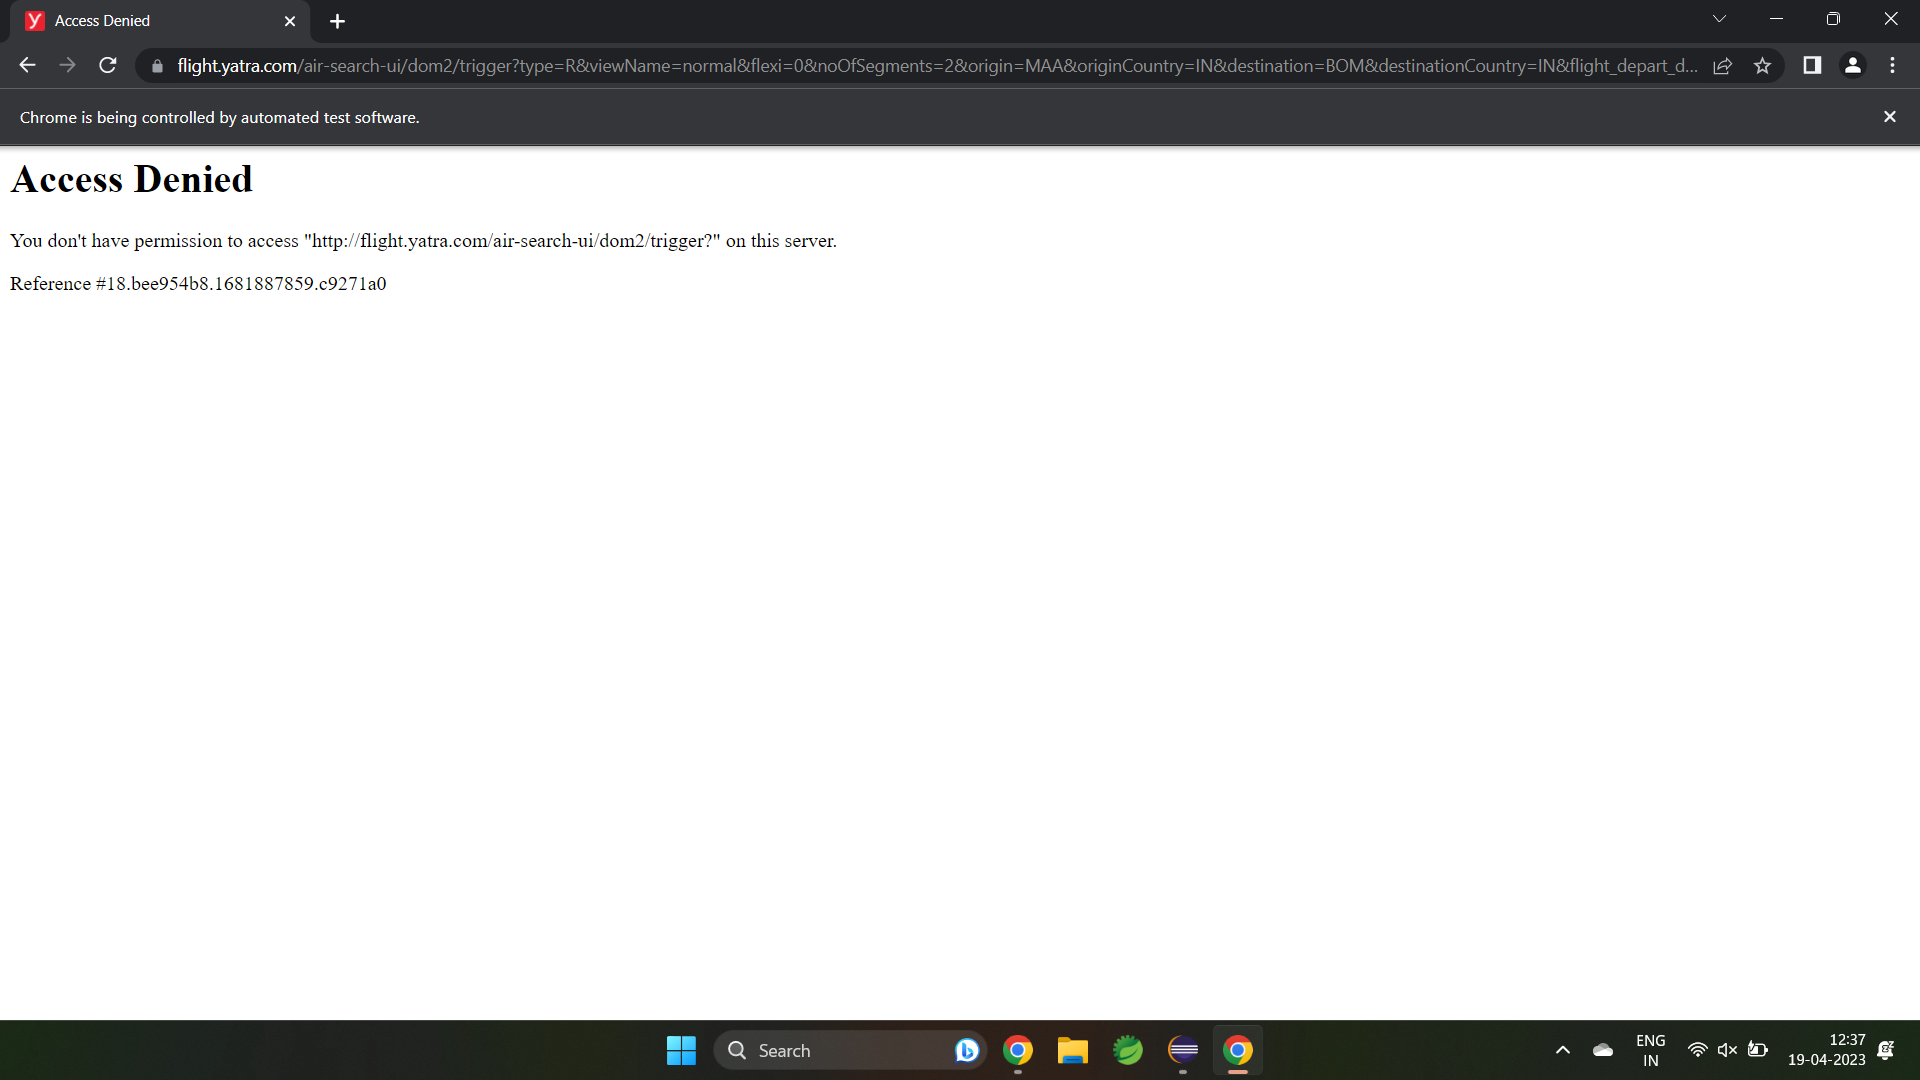 Access Denied
flight.yatra.com/air-search-ui/dom2/trigger?type=R&viewName=normal&flexi=0&noOfSegments=2&origin=MAA&originCountry=IN&destination=BOM&destinationCountry=IN&flight_depart_d...
Chrome is being controlled by automated test software.
Access Denied
You don't have permission to access "http://flight.yatra.com/air-search-ui/dom2/trigger?" on this server.
Reference #18.bee954b8.1681887859.c9271a0
Search
ENG
IN
12:37
19-04-2023